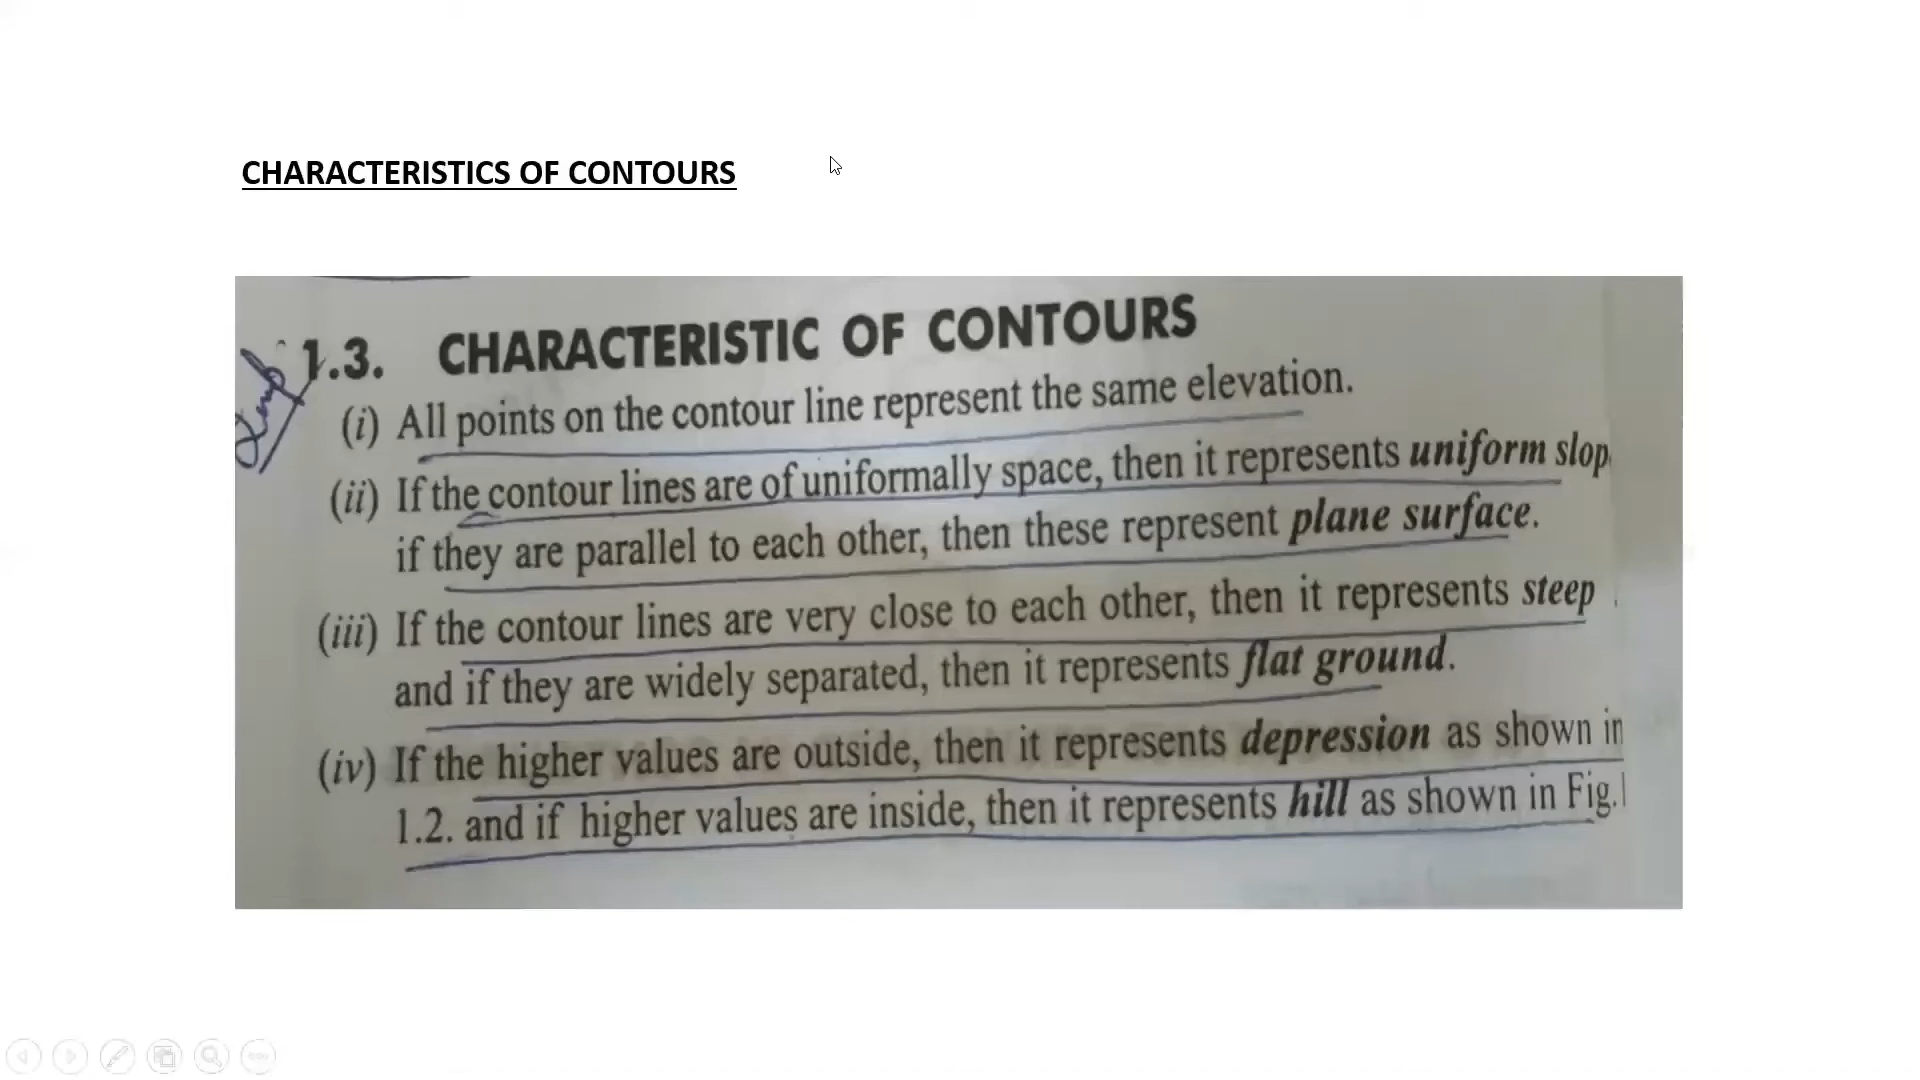 CHARACTERISTICS OF CONTOURS
1.3. CHARACTERISTIC OF CONTOURS
(i) All points on the contour line represent the same elevation.
(ii) If the contour lines are of uniformally space, then it represents uniform slop
if they are parallel to each other, then these represent plane surface.
(iii) If the contour lines are very close to each other, then it represents steep
and if they are widely separated, then it represents flat ground.
(iv) If the higher values are outside, then it represents depression as shown in
1.2. and if higher values are inside, then it represents hill as shown in Fig.